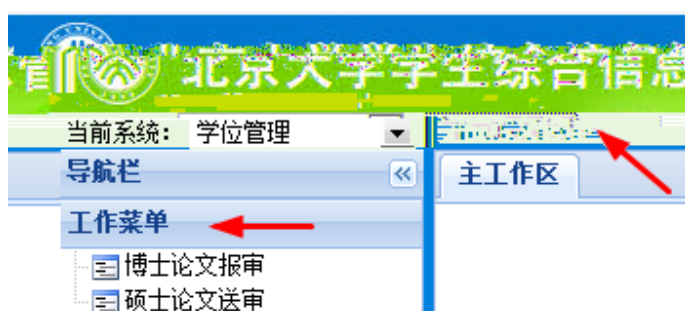 北京大学学生综合信息
当前系统： 学位管理
导航栏
主工作区
工作菜单
博士论文报审
硕士论文送审